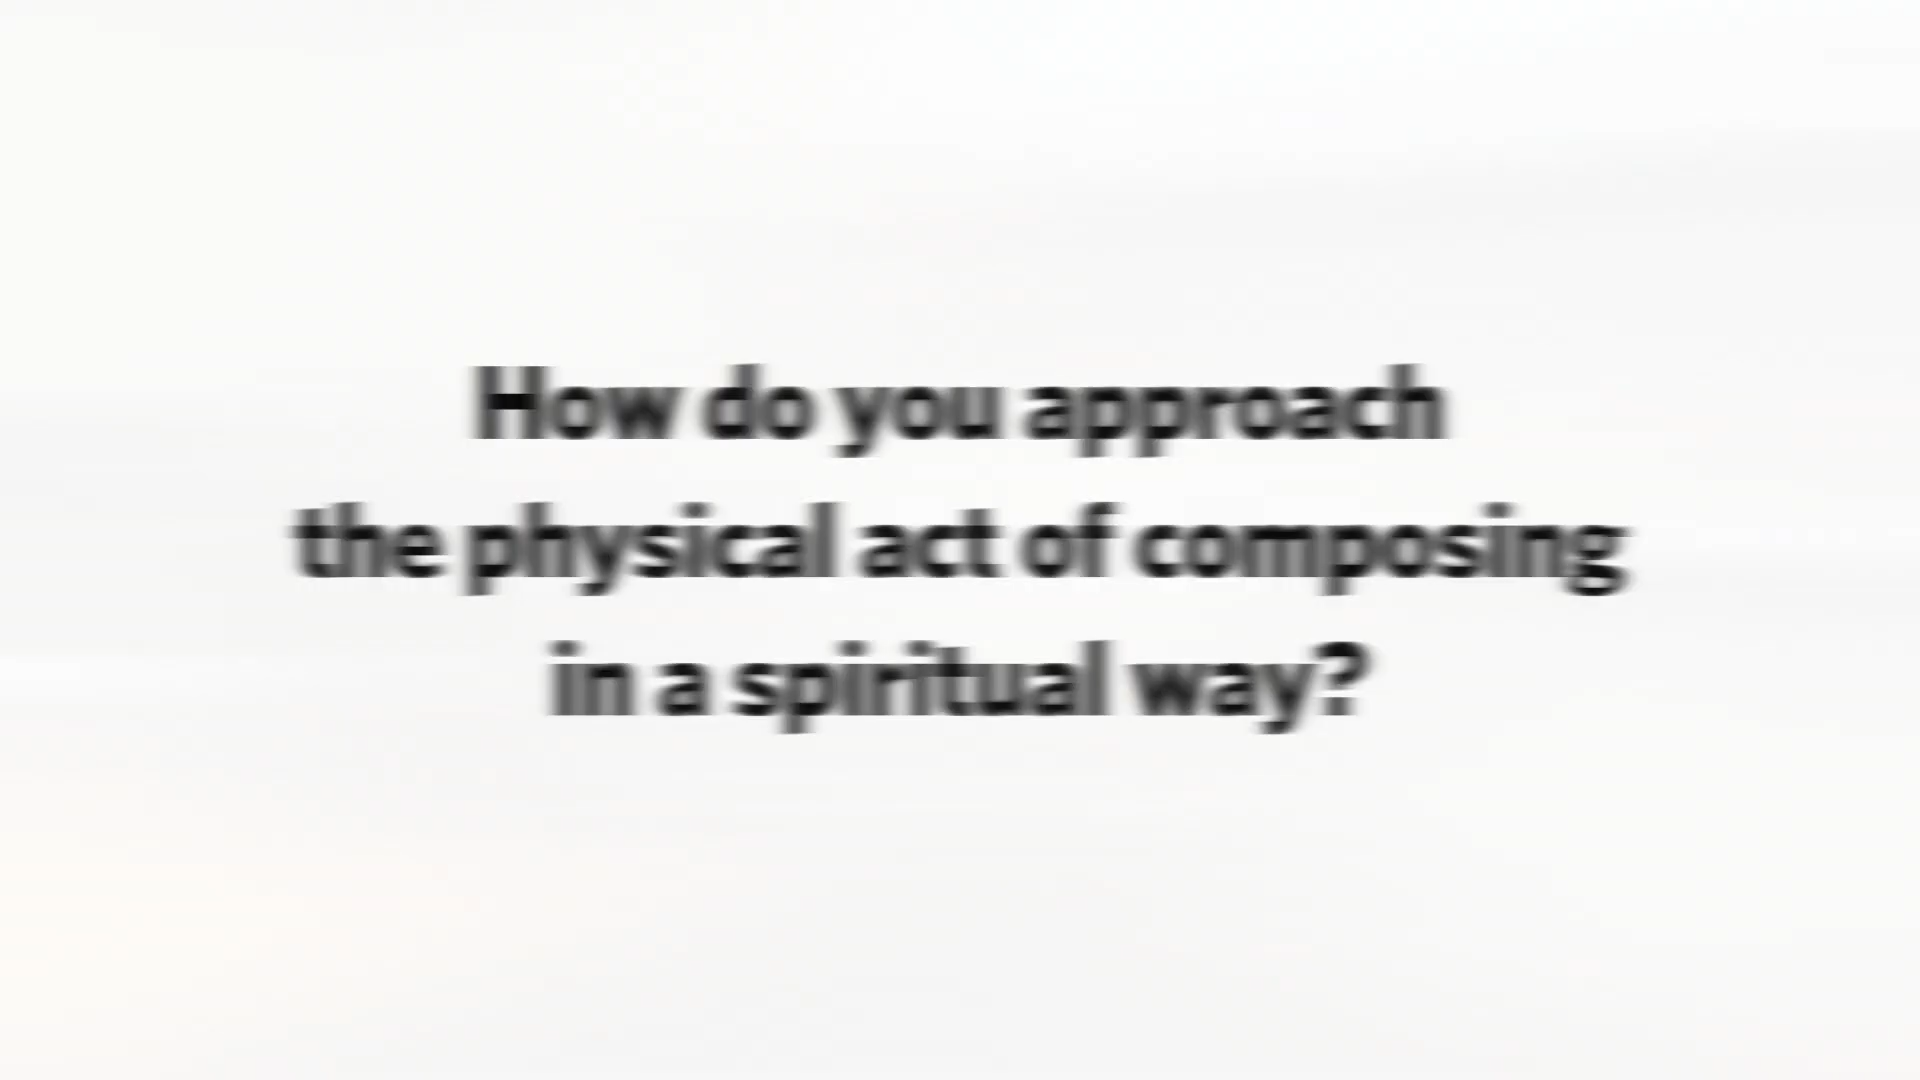 How do you approach
the physical act of composing
in a spiritual way?